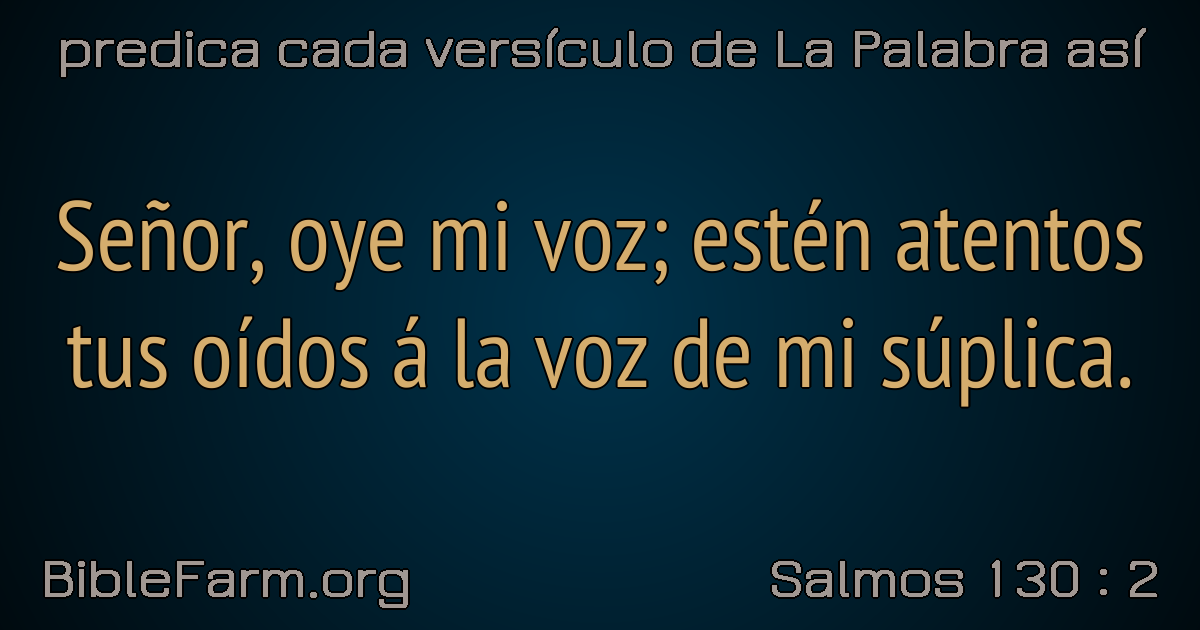 predica cada versículo de La Palabra así
Señor, oye mi voz; estén atentos
tus oídos á la voz de mi súplica.
BibleFarm.org
Salmos 130 : 2